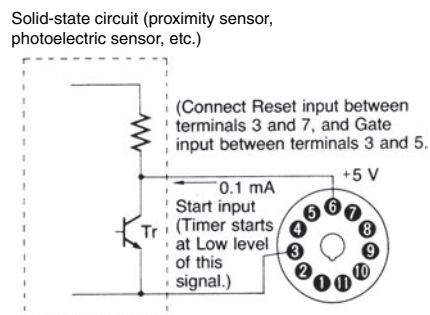 Solid-state circuit (proximity sensor,
photoelectric sensor, etc.)
(Connect Reset input between
terminals 3 and 7, and Gate
input between terminals 3 and 5.
+5 V
0.1 mA
Start input
(Timer starts
at Low level
of this
signal.)
Tr
5 6 7
4 8
3 9
2 10
1 11